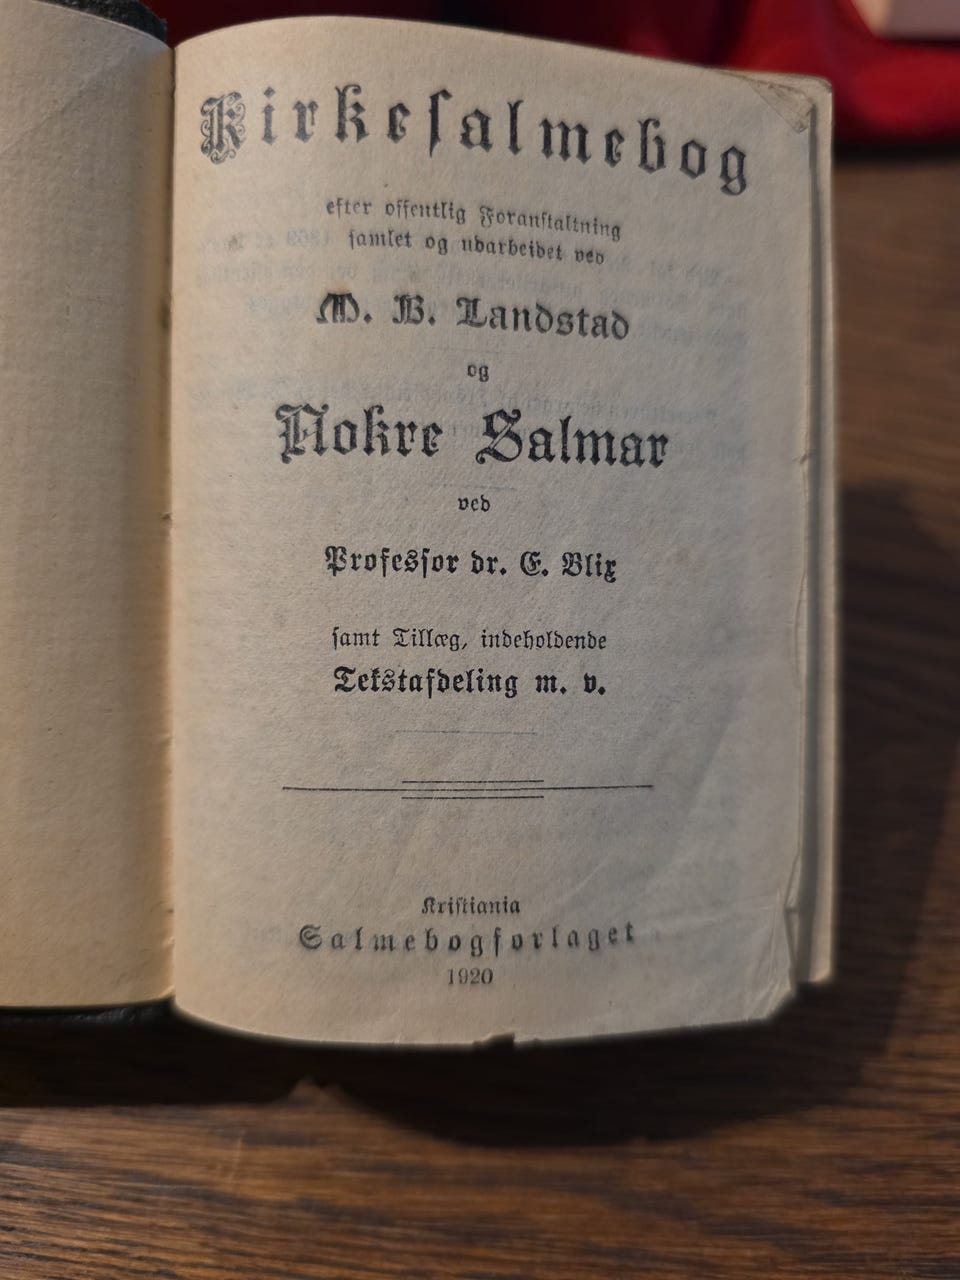 Kirkesalmebog
efter offentlig Foranstaltning
samlet og udarbeidet ved
M. B. Landstad
og
Nokre Salmar
ved
Professor dr. E. Blix
samt Tillæg, indeholdende
Tekstafdeling m. v.
Kristiania
Salmebogforlaget
1920